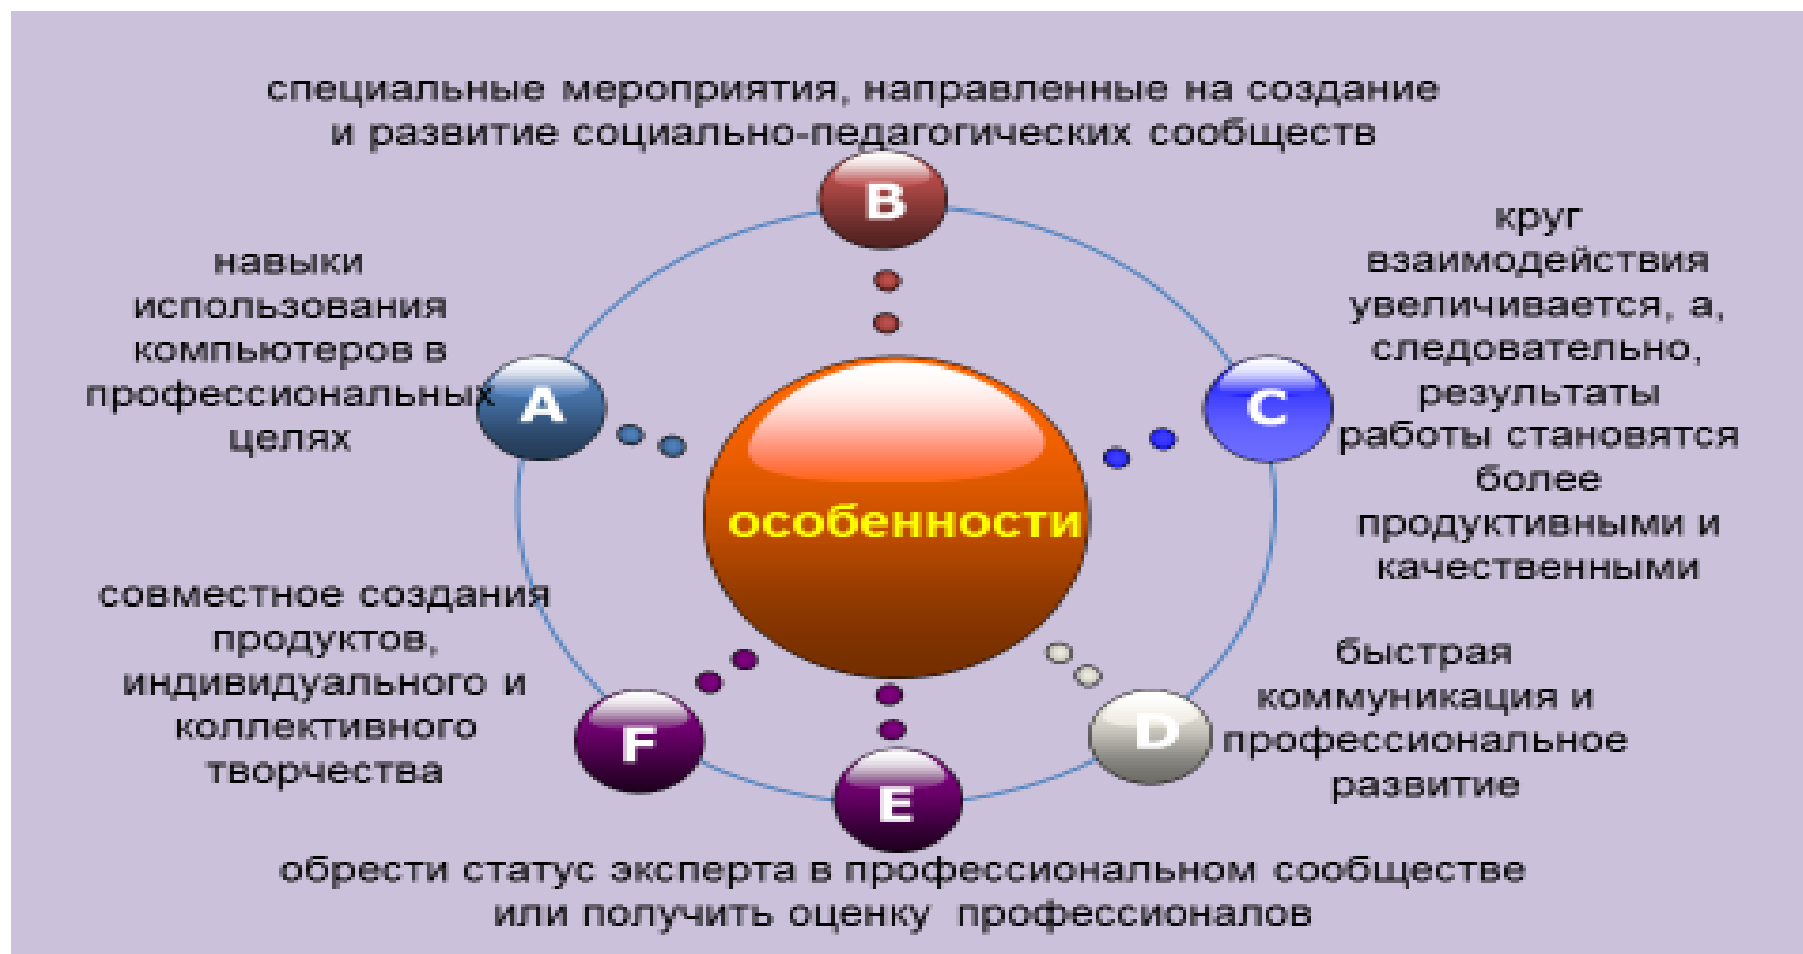 специальные мероприятия, направленные на создание
и развитие социально-педагогических сообществ
B
навыки
использования
компьютеров в
профессиональных
целях
A
круг
взаимодействия
увеличивается, а,
следовательно,
результаты
работы становятся
более
продуктивными и
качественными
C
особенности
совместное создания
продуктов,
индивидуального и
коллективного
творчества
F
быстрая
коммуникация и
профессиональное
развитие
D
E
обрести статус эксперта в профессиональном сообществе
или получить оценку профессионалов